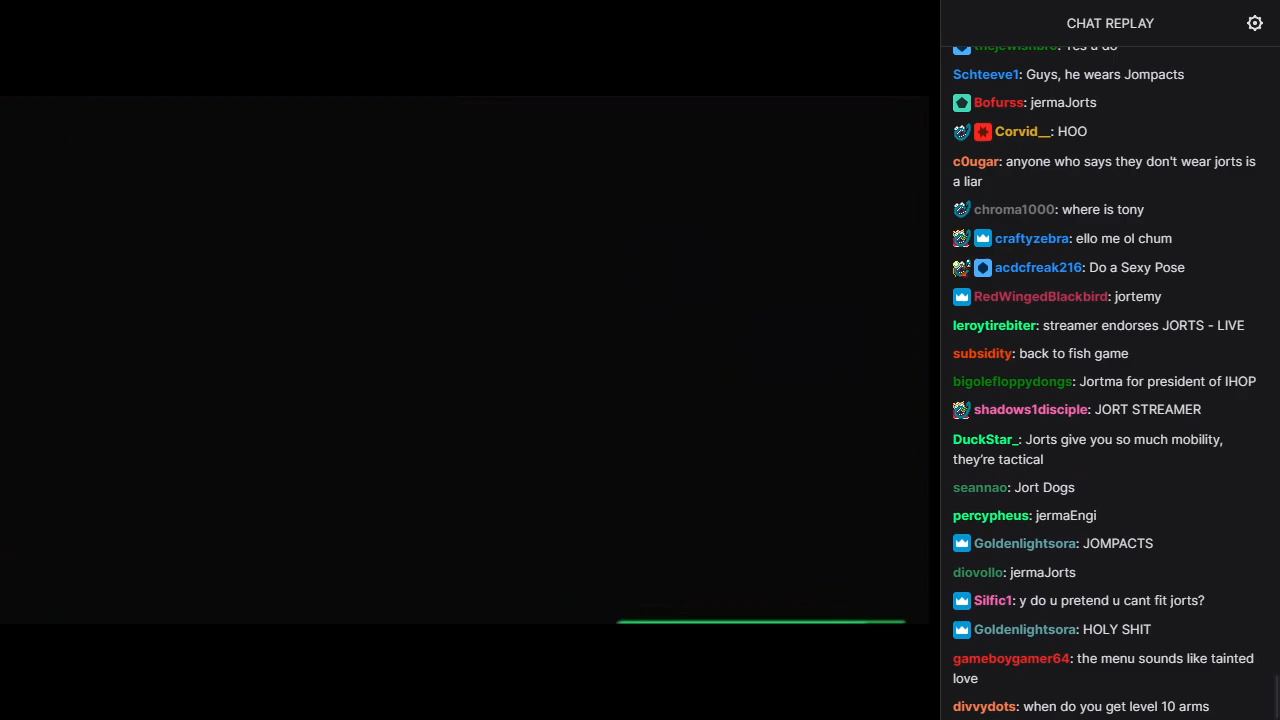 CHAT REPLAY
thejewishbro: Yes u do
Schteeve1: Guys, he wears Jompacts
Bofurss: jermaJorts
Corvid__: HOO
c0ugar: anyone who says they don't wear jorts is
a liar
chroma1000: where is tony
craftyzebra: ello me ol chum
acdcfreak216: Do a Sexy Pose
RedWingedBlackbird: jortemy
leroytirebiter: streamer endorses JORTS - LIVE
subsidity: back to fish game
bigolefloppydongs: Jortma for president of IHOP
shadows1disciple: JORT STREAMER
DuckStar_: Jorts give you so much mobility,
they’re tactical
seannao: Jort Dogs
percypheus: jermaEngi
Goldenlightsora: JOMPACTS
diovollo: jermaJorts
Silfic1: y do u pretend u cant fit jorts?
Goldenlightsora: HOLY SHIT
gameboygamer64: the menu sounds like tainted
love
divvydots: when do you get level 10 arms